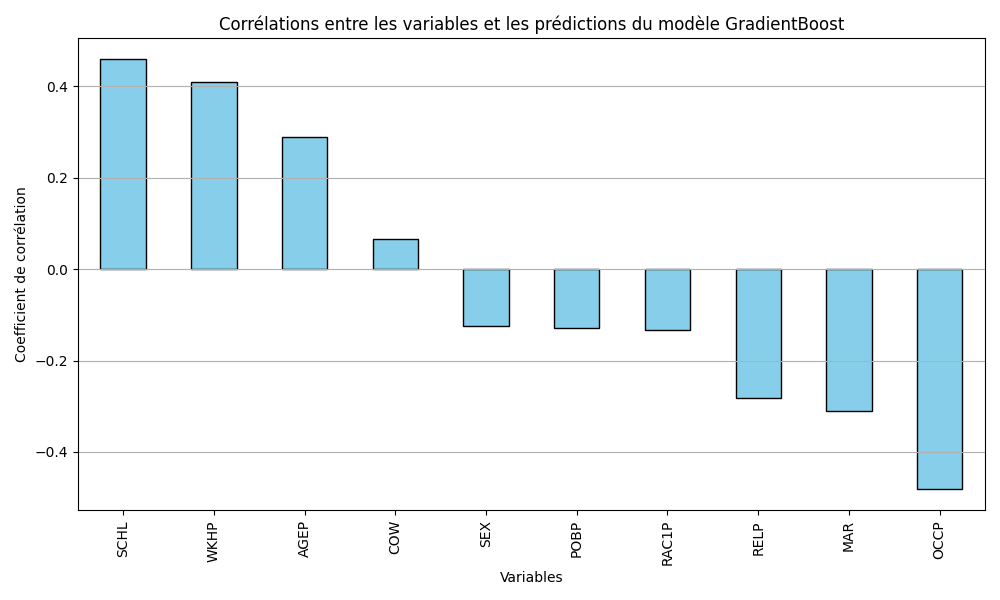 Corrélations entre les variables et les prédictions du modèle GradientBoost
Coefficient de corrélation
0.4
0.2
0.0
−0.2
−0.4
SCHL
WKHP
AGEP
COW
SEX
POBP
RAC1P
RELP
MAR
OCCP
Variables